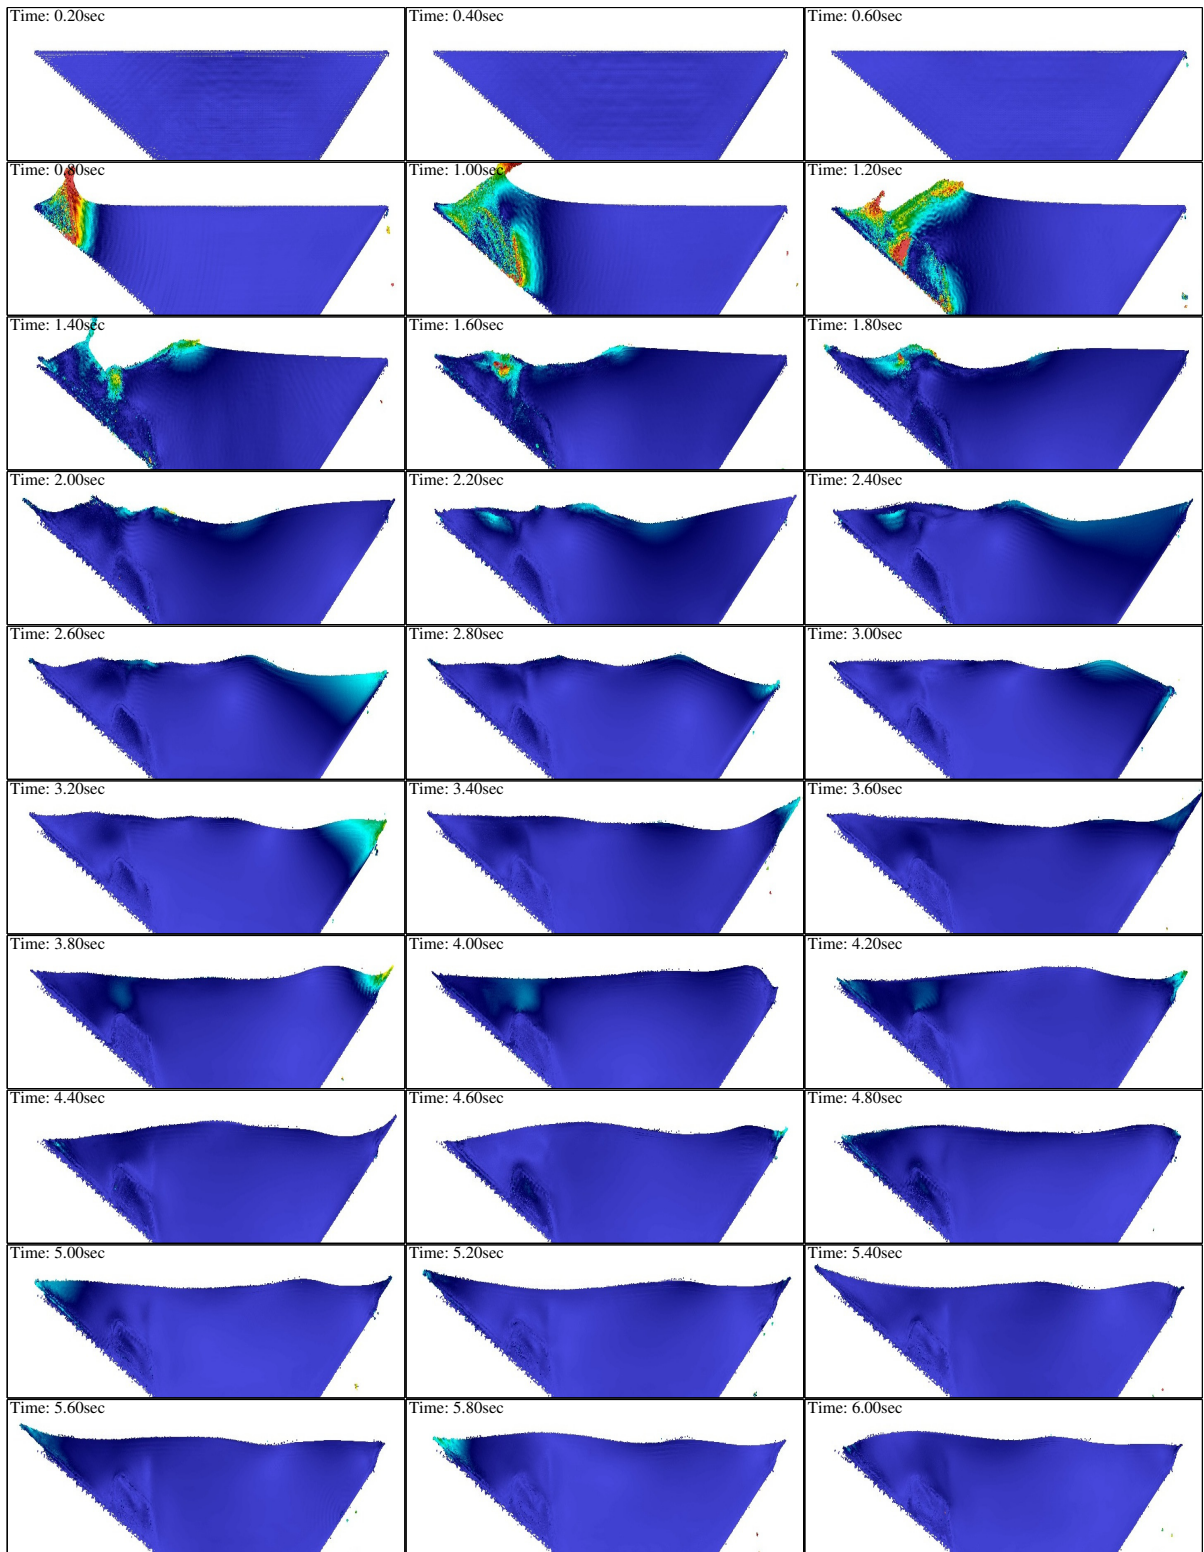 Time: 0.20sec
Time: 0.40sec
Time: 0.60sec
Time: 0.80sec
Time: 1.00sec
Time: 1.20sec
Time: 1.40sec
Time: 1.60sec
Time: 1.80sec
Time: 2.00sec
Time: 2.20sec
Time: 2.40sec
Time: 2.60sec
Time: 2.80sec
Time: 3.00sec
Time: 3.20sec
Time: 3.40sec
Time: 3.60sec
Time: 3.80sec
Time: 4.00sec
Time: 4.20sec
Time: 4.40sec
Time: 4.60sec
Time: 4.80sec
Time: 5.00sec
Time: 5.20sec
Time: 5.40sec
Time: 5.60sec
Time: 5.80sec
Time: 6.00sec